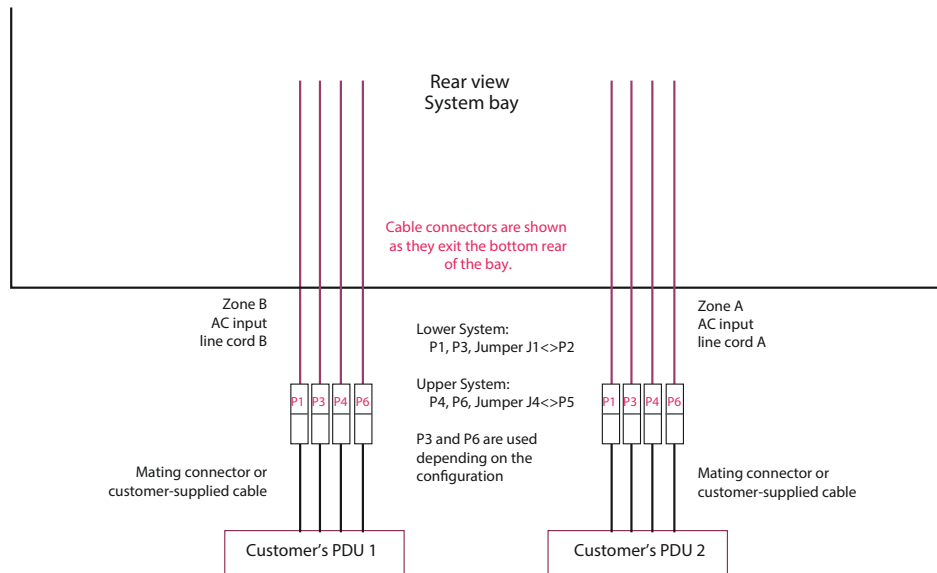 Rear view
System bay
Cable connectors are shown
as they exit the bottom rear
of the bay.
Zone B
AC input
line cord B
Lower System:
P1, P3, Jumper J1<>P2
Upper System:
P4, P6, Jumper J4<>P5
P3 and P6 are used
depending on the
configuration
Zone A
AC input
line cord A
P1 P3 P4 P6
P1 P3 P4 P6
Mating connector or
customer-supplied cable
Mating connector or
customer-supplied cable
Customer's PDU 1
Customer's PDU 2